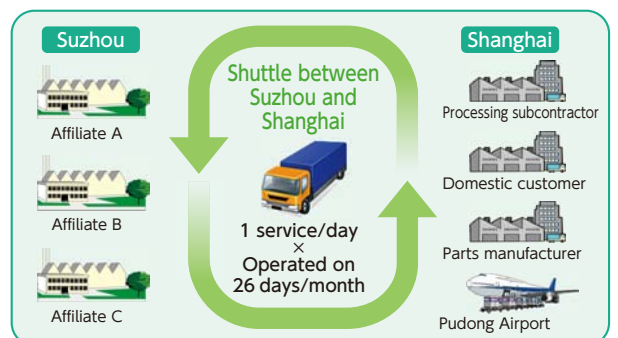 Suzhou
Affiliate A
Affiliate B
Affiliate C
Shuttle between
Suzhou and
Shanghai
1 service/day
×
Operated on
26 days/month
Shanghai
Processing subcontractor
Domestic customer
Parts manufacturer
Pudong Airport